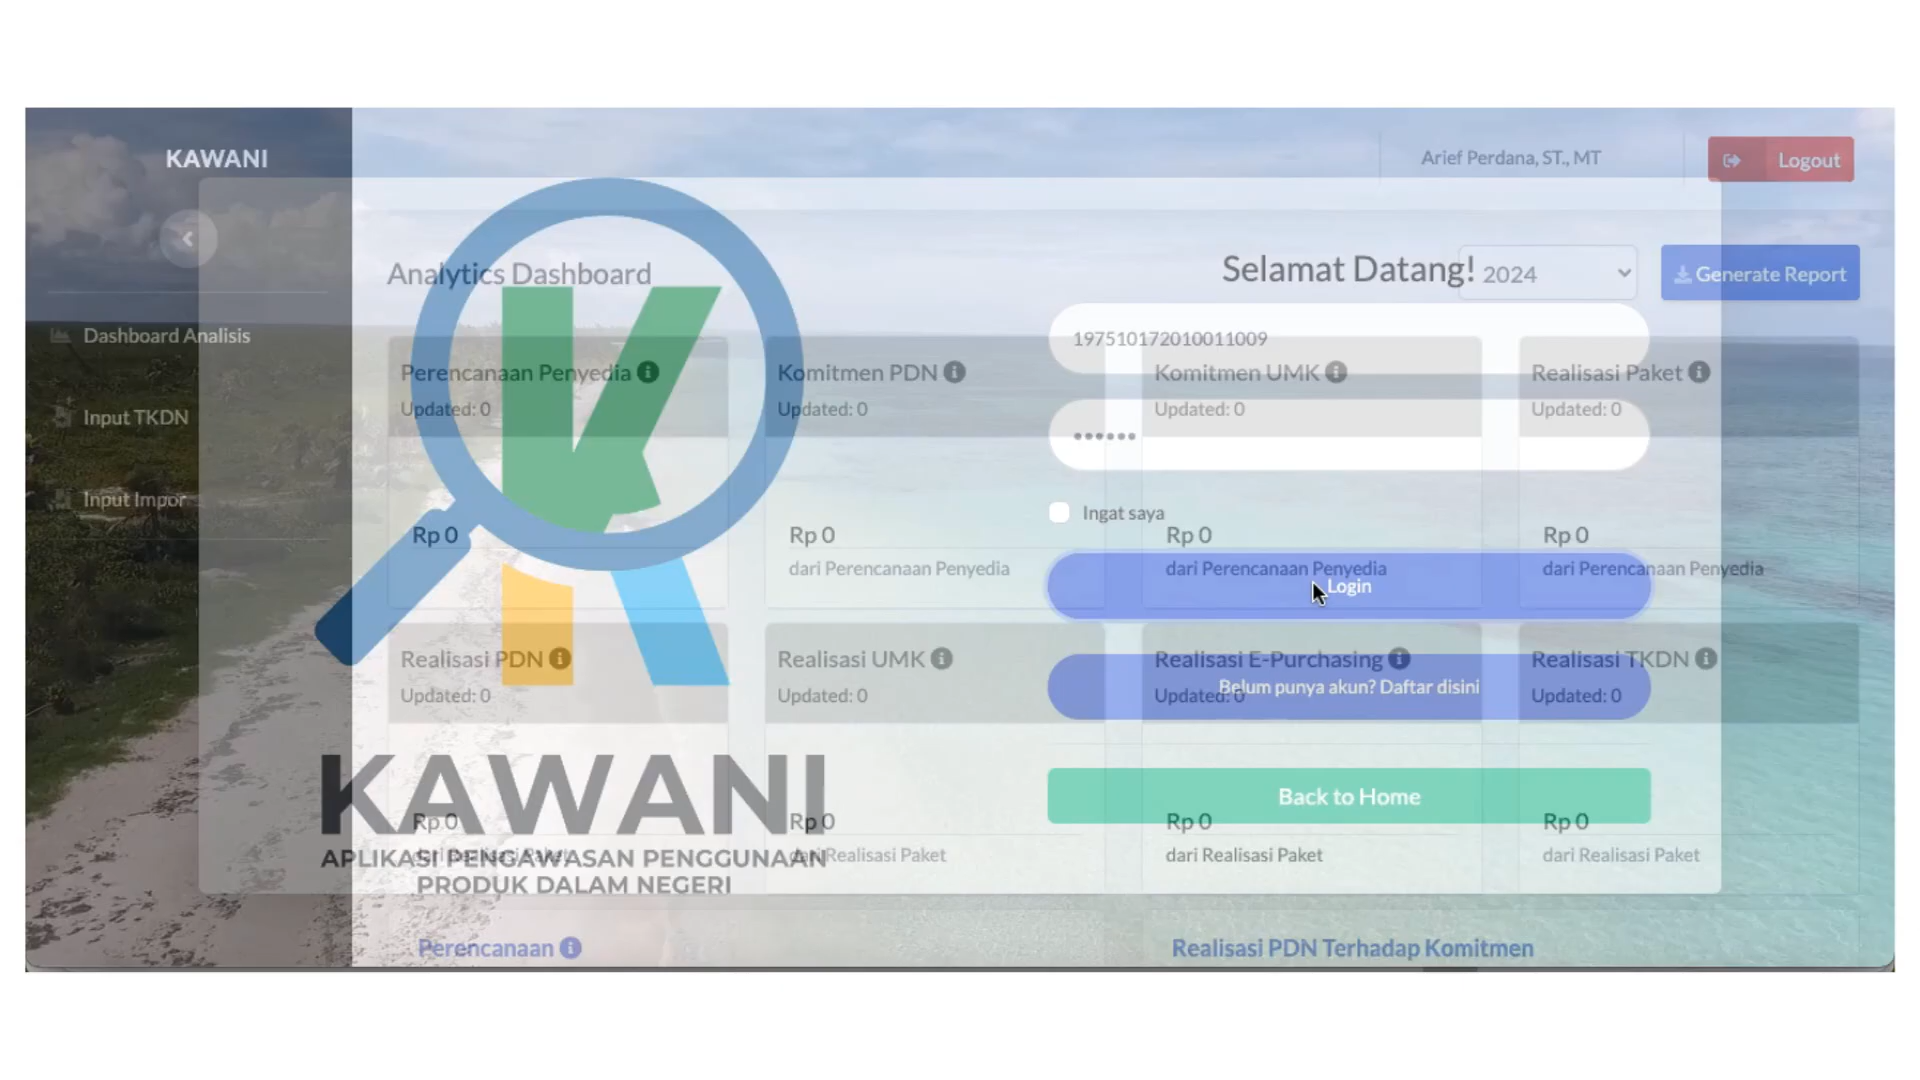 KAWANI
Arief Perdana, ST., MT
Logout
Analytics Dashboard
Selamat Datang!
2024
Generate Report
Dashboard Analisis
Input TKDN
Input Impor
197510172010011009
••••••
Perencanaan Penyedia
Updated: 0
Rp 0
Komitmen PDN
Updated: 0
Rp 0
dari Perencanaan Penyedia
Komitmen UMK
Updated: 0
Rp 0
dari Perencanaan Penyedia
Realisasi Paket
Updated: 0
Rp 0
dari Perencanaan Penyedia
Ingat saya
Login
Belum punya akun? Daftar disini
Back to Home
Realisasi PDN
Updated: 0
Rp 0
dari Realisasi Paket
Realisasi UMK
Updated: 0
Rp 0
dari Realisasi Paket
Realisasi E-Purchasing
Updated: 0
Rp 0
dari Realisasi Paket
Realisasi TKDN
Updated: 0
Rp 0
dari Realisasi Paket
KAWANI
APLIKASI PENGAWASAN PENGGUNAAN
PRODUK DALAM NEGERI
Perencanaan
Realisasi PDN Terhadap Komitmen